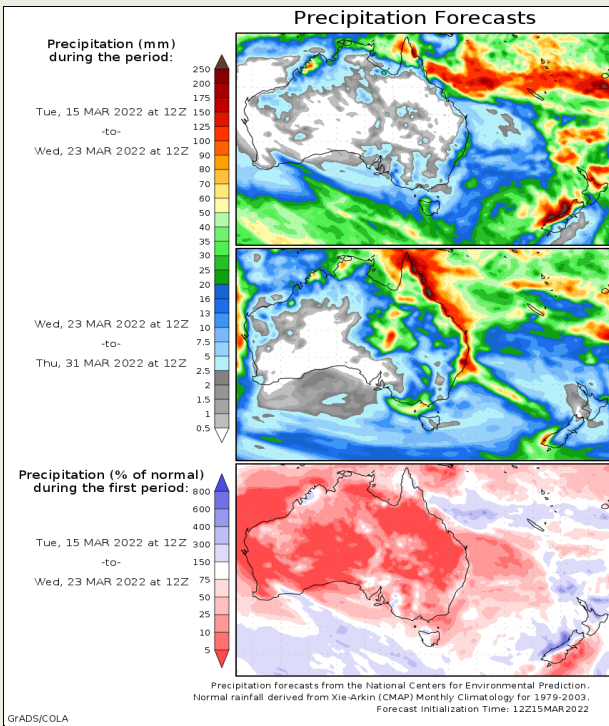 Precipitation Forecasts
Precipitation (mm)
during the period:
Tue, 15 MAR 2022 at 12Z
-to-
Wed, 23 MAR 2022 at 12Z
250
200
175
150
125
100
90
80
70
60
50
40
35
30
25
20
16
13
10
7.5
5
2.5
2
1.5
1
0.5
Wed, 23 MAR 2022 at 12Z
-to-
Thu, 31 MAR 2022 at 12Z
Precipitation (% of normal)
during the first period:
Tue, 15 MAR 2022 at 12Z
-to-
Wed, 23 MAR 2022 at 12Z
800
600
400
300
150
75
50
25
10
5
Precipitation forecasts from the National Centers for Environmental Prediction.
Normal rainfall derived from Xie-Arkin (CMAP) Monthly Climatology for 1979-2003.
Forecast Initialization Time: 12Z15MAR2022
GrADS/COLA